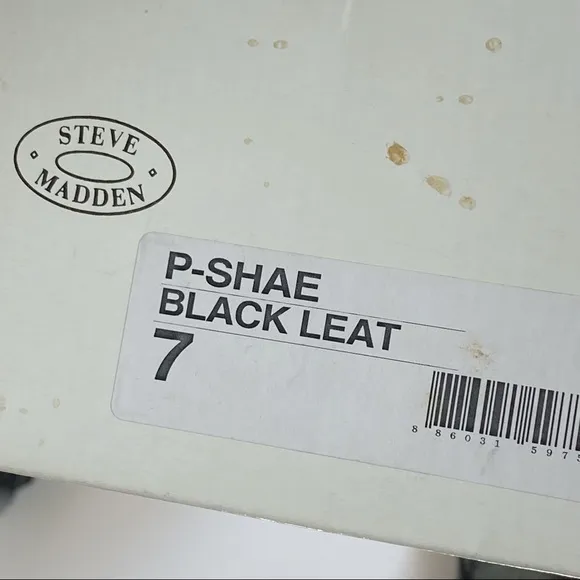 STEVE
MADDEN
P-SHAE
BLACK LEAT
7
8 86031 5975